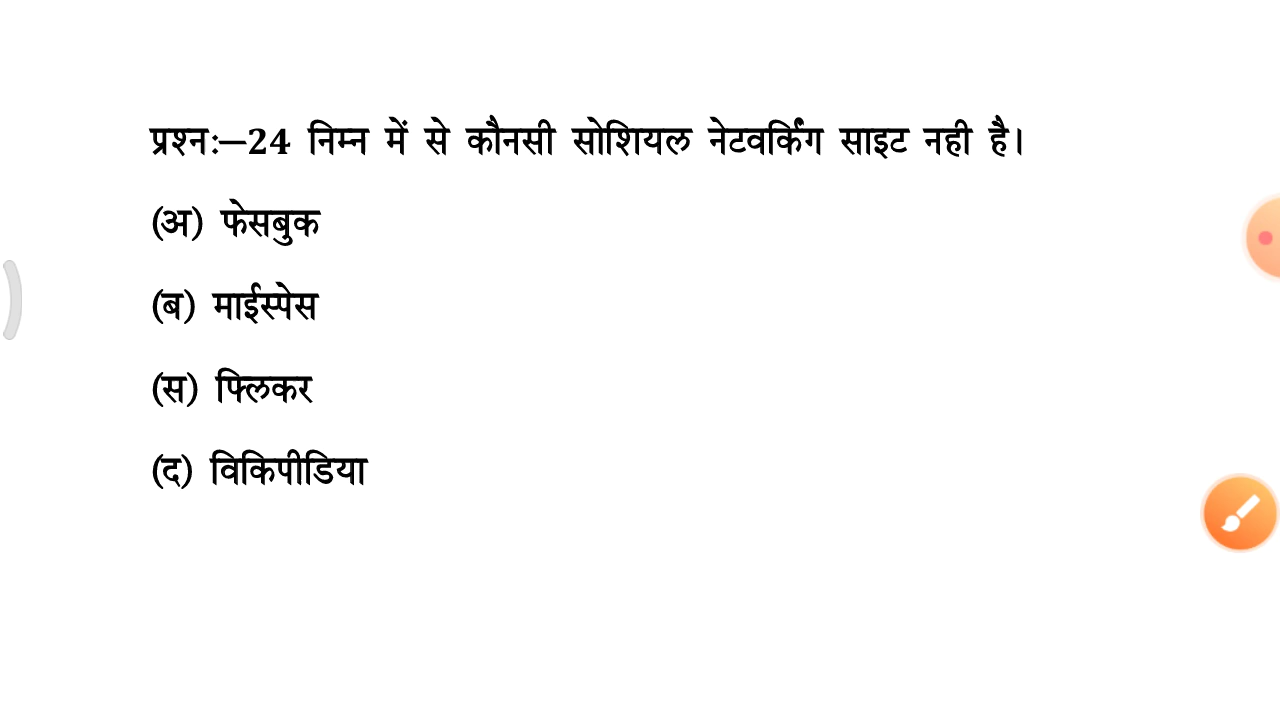 प्रश्न:–24 निम्न में से कौनसी सोशियल नेटवर्किंग साइट नही है।
(अ) फेसबुक
(ब) माईस्पेस
(स) फ्लिकर
(द) विकिपीडिया